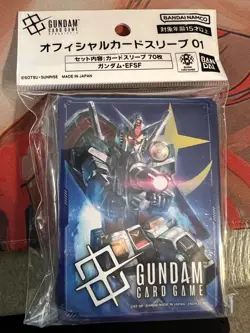 GUNDAM
CARD GAME
BANDAI NAMCO
対象年齢15才以上
オフィシャルカードスリーブ 01
セット内容:カードスリーブ 70枚
ガンダム・EFSF
©SOTSU・SUNRISE MADE IN JAPAN
BAN
DAI
GUNDAM
CARD GAME